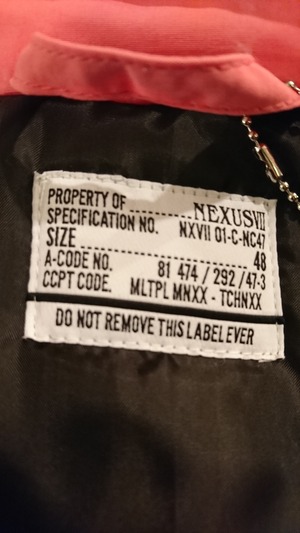 PROPERTY OF ............... NEXUSVII
SPECIFICATION NO. NXVII 01-C-NC47
SIZE ............................ 48
A-CODE NO. 81 474 / 292 / 47-3
CCPT CODE. MLTPL MNXX - TCHNXX
DO NOT REMOVE THIS LABEL EVER